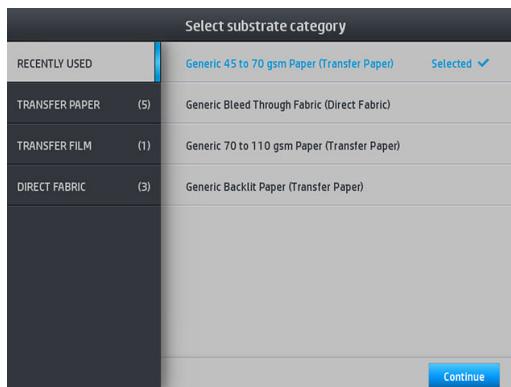 Select substrate category
RECENTLY USED
Generic 45 to 70 gsm Paper (Transfer Paper) Selected
TRANSFER PAPER (5)
Generic Bleed Through Fabric (Direct Fabric)
TRANSFER FILM (1)
Generic 70 to 110 gsm Paper (Transfer Paper)
DIRECT FABRIC (3)
Generic Backlit Paper (Transfer Paper)
Continue